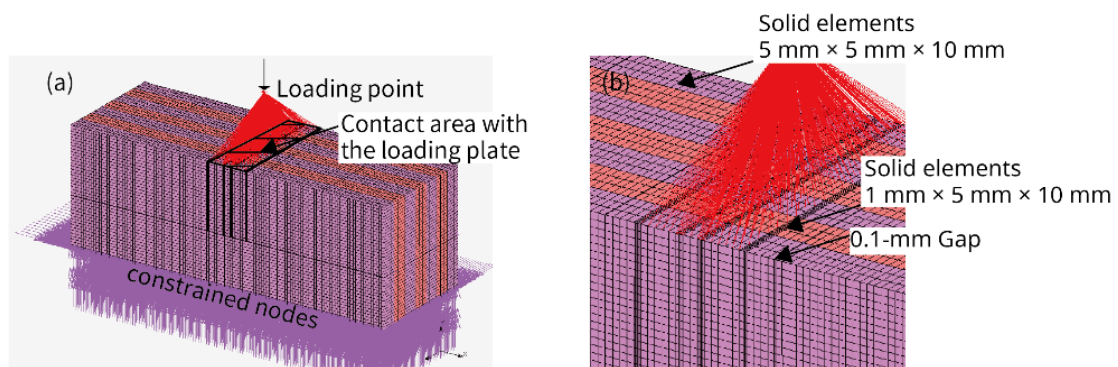 (a)
Loading point
Contact area with
the loading plate
constrained nodes
(b)
Solid elements
5 mm × 5 mm × 10 mm
Solid elements
1 mm × 5 mm × 10 mm
0.1-mm Gap